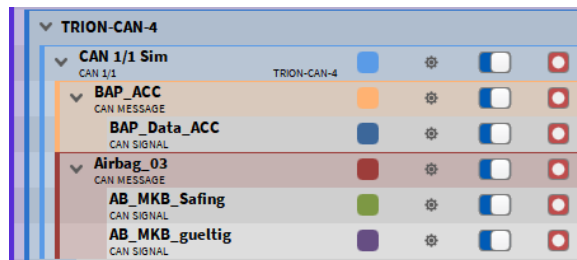 TRION-CAN-4
CAN 1/1 Sim
CAN 1/1 TRION-CAN-4
BAP_ACC
CAN MESSAGE
BAP_Data_ACC
CAN SIGNAL
Airbag_03
CAN MESSAGE
AB_MKB_Safing
CAN SIGNAL
AB_MKB_gueltig
CAN SIGNAL